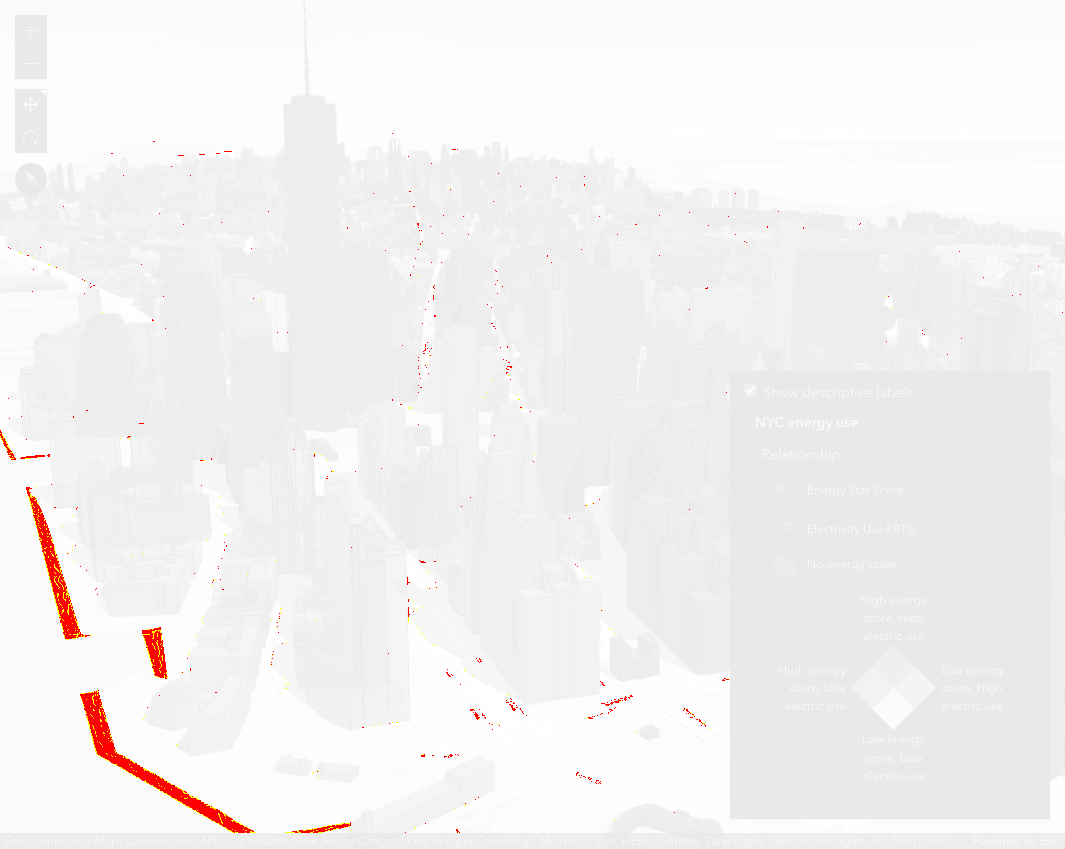 Show descriptive labels
NYC energy use
Relationship
Energy Star Score
Electricity Use kBTU
No energy score
High energy
score, High
electric use
High energy
score, Low
electric use
Low energy
score, High
electric use
Low energy
score, Low
electric use
Esri Community Maps Contributors, NYC OpenData, New Jersey Office of GIS, © OpenStreetMap, Microsoft, Esri, HERE, Garmin, SafeGraph, GeoTechnologies, Inc, METI/NAS... Powered by Esri